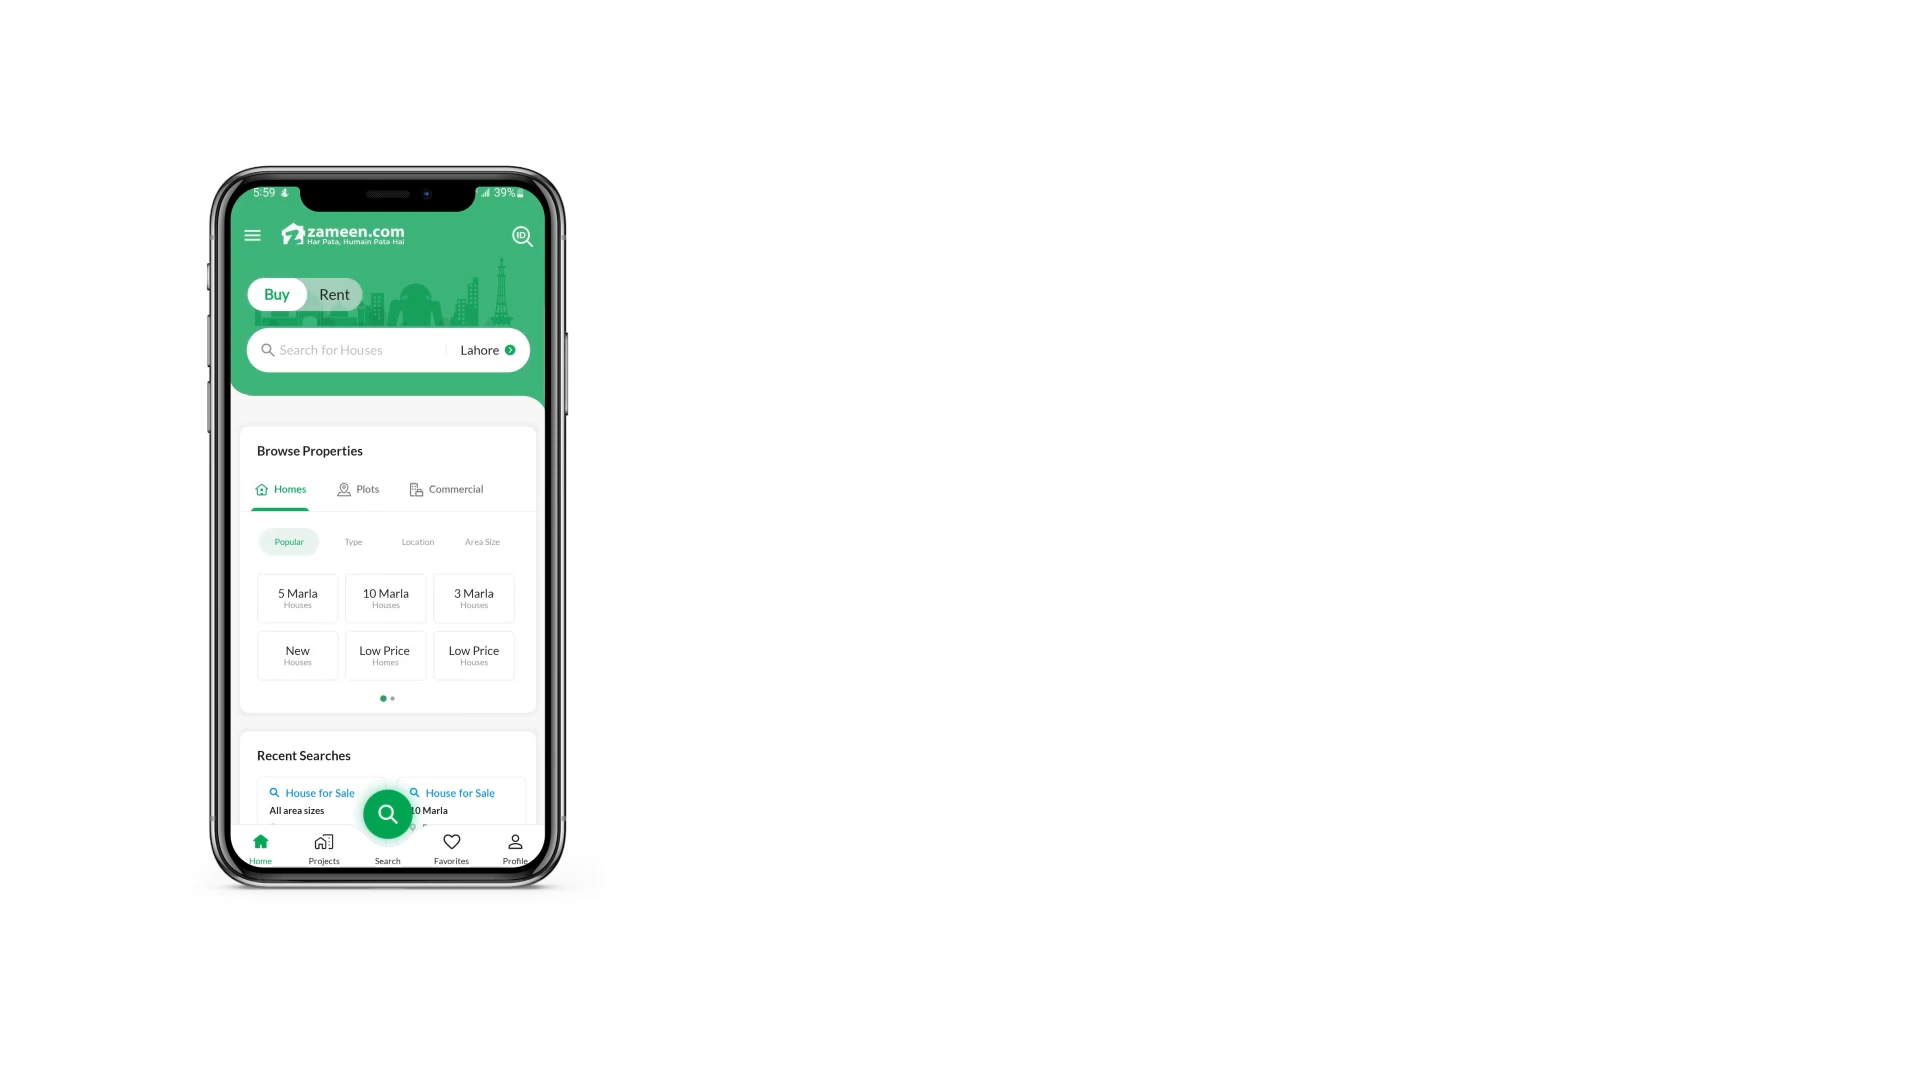 5:59
39%
zameen.com
Har Pata, Humain Pata Hai
ID
Buy
Rent
Search for Houses
Lahore
Browse Properties
Homes
Plots
Commercial
Popular
Type
Location
Area Size
5 Marla
Houses
10 Marla
Houses
3 Marla
Houses
New
Houses
Low Price
Homes
Low Price
Houses
Recent Searches
House for Sale
All area sizes
House for Sale
10 Marla
Home
Projects
Search
Favorites
Profile